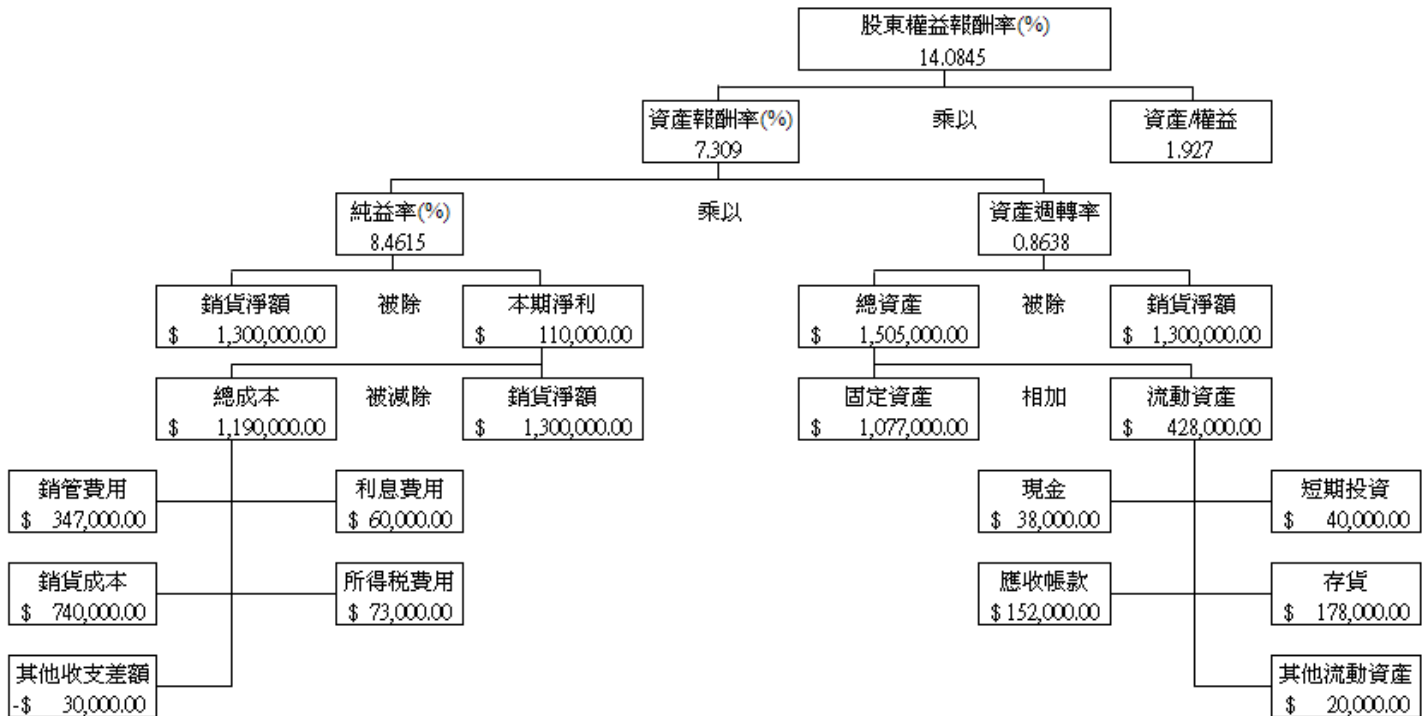 股東權益報酬率(%)
14.0845
資產報酬率(%)
7.309
乘以
資產/權益
1.927
純益率(%)
8.4615
乘以
資產週轉率
0.8638
銷貨淨額
$ 1,300,000.00
被除
本期淨利
$ 110,000.00
總資產
$ 1,505,000.00
被除
銷貨淨額
$ 1,300,000.00
總成本
$ 1,190,000.00
被減除
銷貨淨額
$ 1,300,000.00
固定資產
$ 1,077,000.00
相加
流動資產
$ 428,000.00
銷管費用
$ 347,000.00
利息費用
$ 60,000.00
現金
$ 38,000.00
短期投資
$ 40,000.00
銷貨成本
$ 740,000.00
所得稅費用
$ 73,000.00
應收帳款
$ 152,000.00
存貨
$ 178,000.00
其他收支差額
-$ 30,000.00
其他流動資產
$ 20,000.00